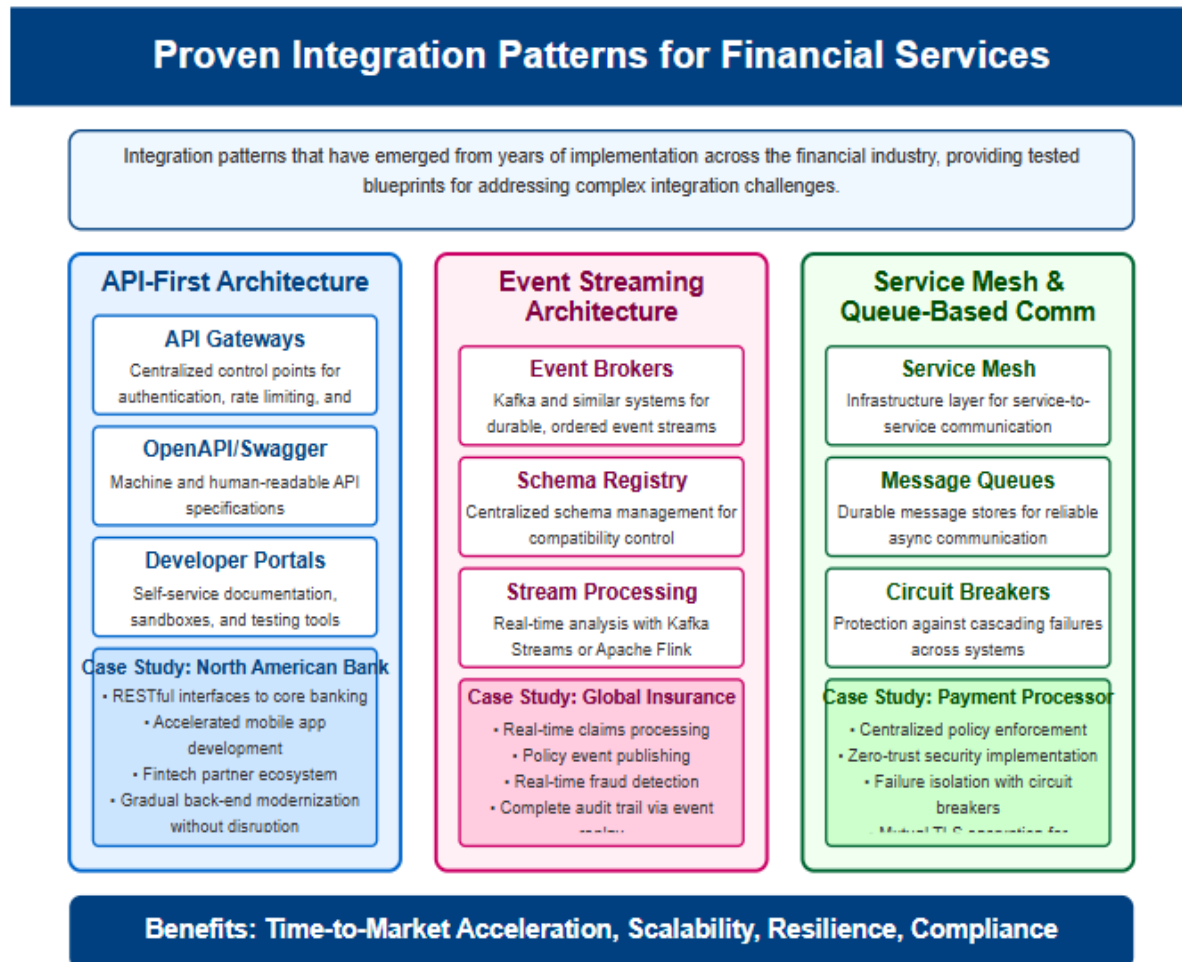 Proven Integration Patterns for Financial Services
Integration patterns that have emerged from years of implementation across the financial industry, providing tested
blueprints for addressing complex integration challenges.
API-First Architecture
API Gateways
Centralized control points for
authentication, rate limiting, and
OpenAPI/Swagger
Machine and human-readable API
specifications
Developer Portals
Self-service documentation,
sandboxes, and testing tools
Case Study: North American Bank
• RESTful interfaces to core banking
• Accelerated mobile app
development
• Fintech partner ecosystem
• Gradual back-end modernization
without disruption
Event Streaming
Architecture
Event Brokers
Kafka and similar systems for
durable, ordered event streams
Schema Registry
Centralized schema management for
compatibility control
Stream Processing
Real-time analysis with Kafka
Streams or Apache Flink
Case Study: Global Insurance
• Real-time claims processing
• Policy event publishing
• Real-time fraud detection
• Complete audit trail via event
Service Mesh &
Queue-Based Comm
Service Mesh
Infrastructure layer for service-to-
service communication
Message Queues
Durable message stores for reliable
async communication
Circuit Breakers
Protection against cascading failures
across systems
Case Study: Payment Processor
• Centralized policy enforcement
• Zero-trust security implementation
• Failure isolation with circuit
breakers
• Mutual TLS encryption for
Benefits: Time-to-Market Acceleration, Scalability, Resilience, Compliance